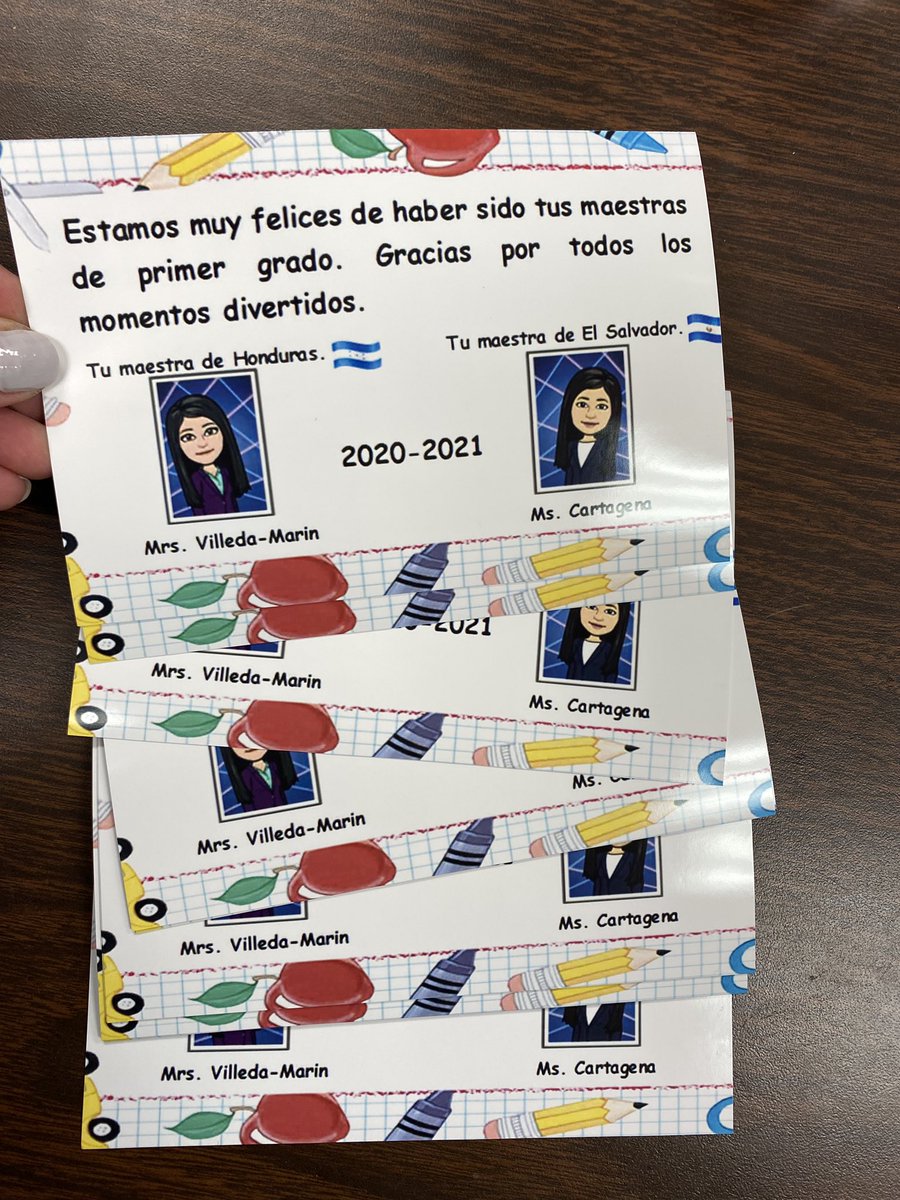 Estamos muy felices de haber sido tus maestras
de primer grado. Gracias por todos los
momentos divertidos.
Tu maestra de Honduras.
Tu maestra de El Salvador.
2020-2021
Mrs. Villeda-Marin
Ms. Cartagena
2021
Mrs. Villeda-Marin
Ms. Cartagena
Ms.
Mrs. Villeda-Marin
Ms. Cartagena
Mrs. Villeda-Marin
Mrs. Villeda-Marin
Ms. Cartagena